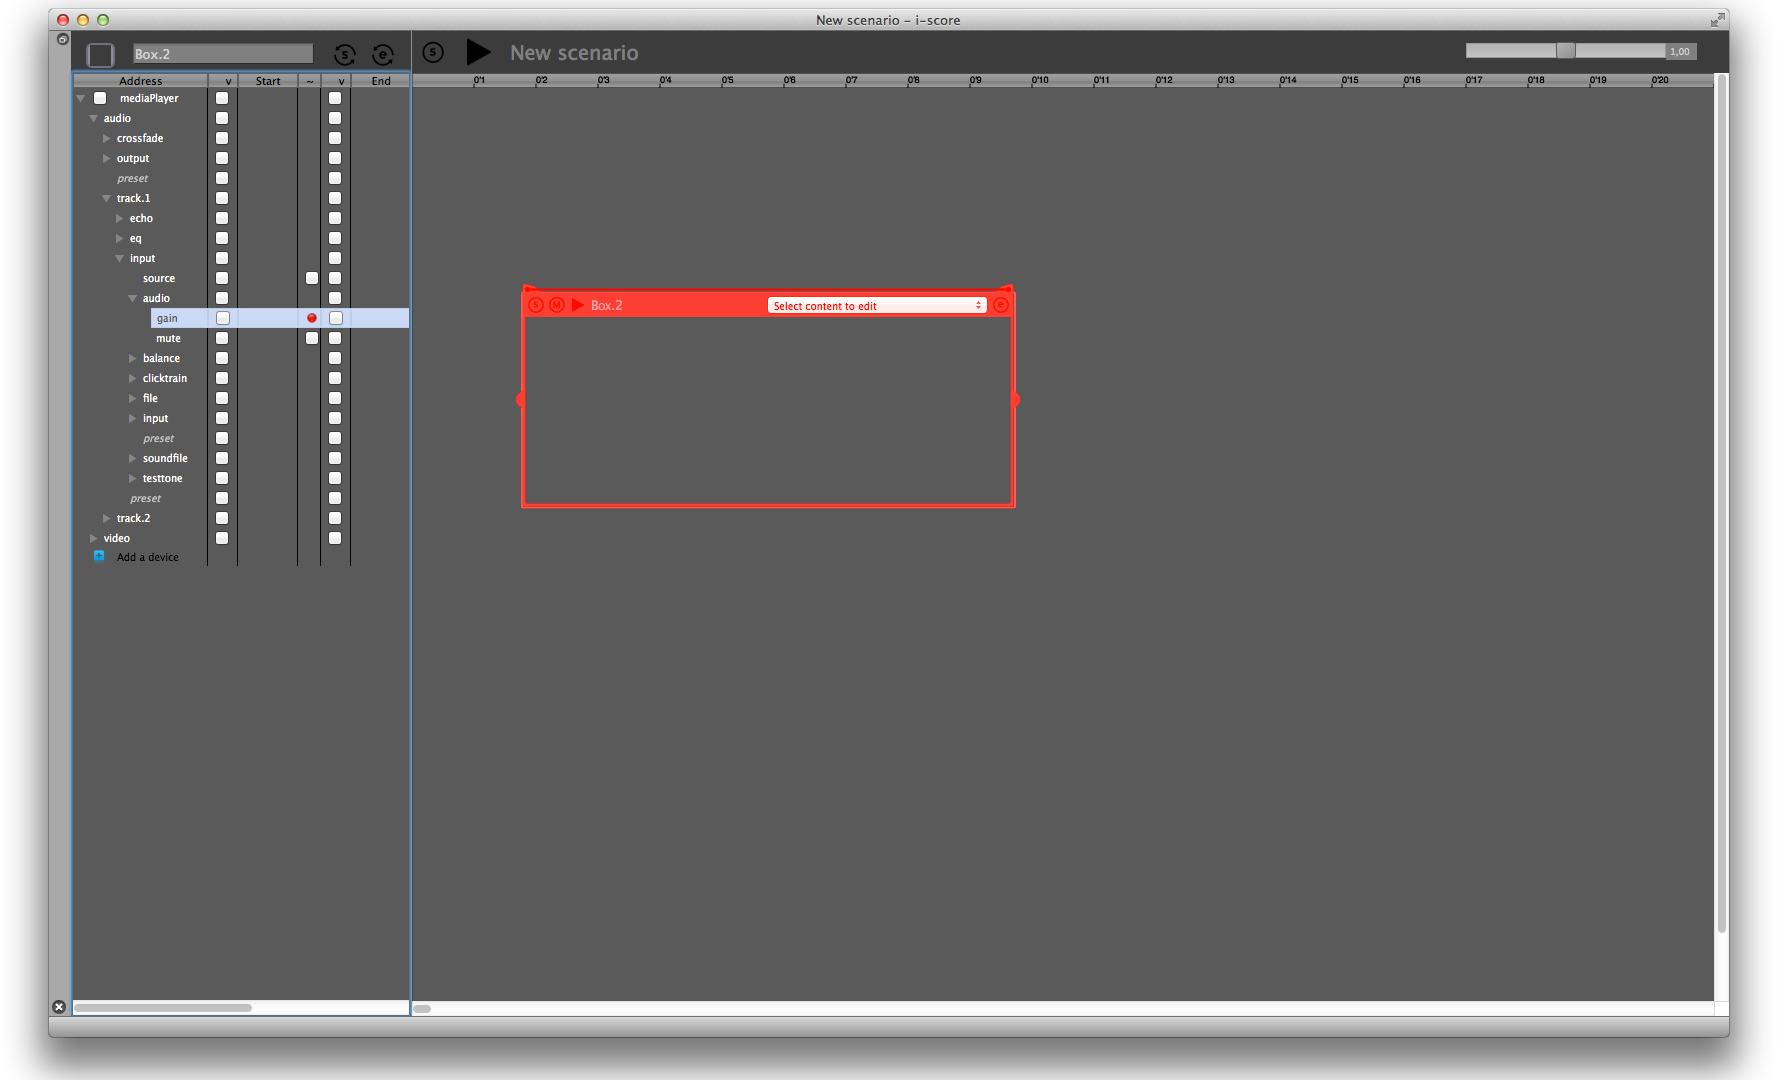 New scenario – i-score
Box.2
S
e
S
New scenario
1,00
Address v Start ~ v End
0'1 0'2 0'3 0'4 0'5 0'6 0'7 0'8 0'9 0'10 0'11 0'12 0'13 0'14 0'15 0'16 0'17 0'18 0'19 0'20
mediaPlayer
audio
crossfade
output
preset
track.1
echo
eq
input
source
audio
gain
mute
balance
clicktrain
file
input
preset
soundfile
testtone
preset
track.2
video
Add a device
S M Box.2 Select content to edit e